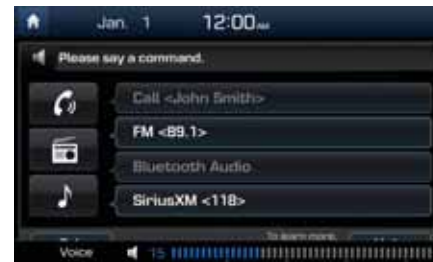 Jan. 1 12:00
Please say a command.
Call <John Smith>
FM <89.1>
Bluetooth Audio
SiriusXM <118>
To learn more,
Voice 15